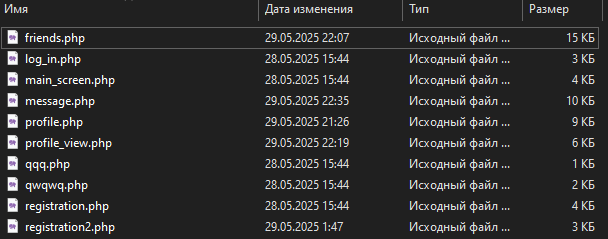 Имя Дата изменения Тип Размер
friends.php 29.05.2025 22:07 Исходный файл ... 15 КБ
log_in.php 28.05.2025 15:44 Исходный файл ... 3 КБ
main_screen.php 28.05.2025 15:44 Исходный файл ... 4 КБ
message.php 29.05.2025 22:35 Исходный файл ... 10 КБ
profile.php 29.05.2025 21:26 Исходный файл ... 9 КБ
profile_view.php 29.05.2025 22:19 Исходный файл ... 6 КБ
qqq.php 28.05.2025 15:44 Исходный файл ... 1 КБ
qwqwq.php 28.05.2025 15:44 Исходный файл ... 2 КБ
registration.php 28.05.2025 15:44 Исходный файл ... 4 КБ
registration2.php 29.05.2025 1:47 Исходный файл ... 3 КБ